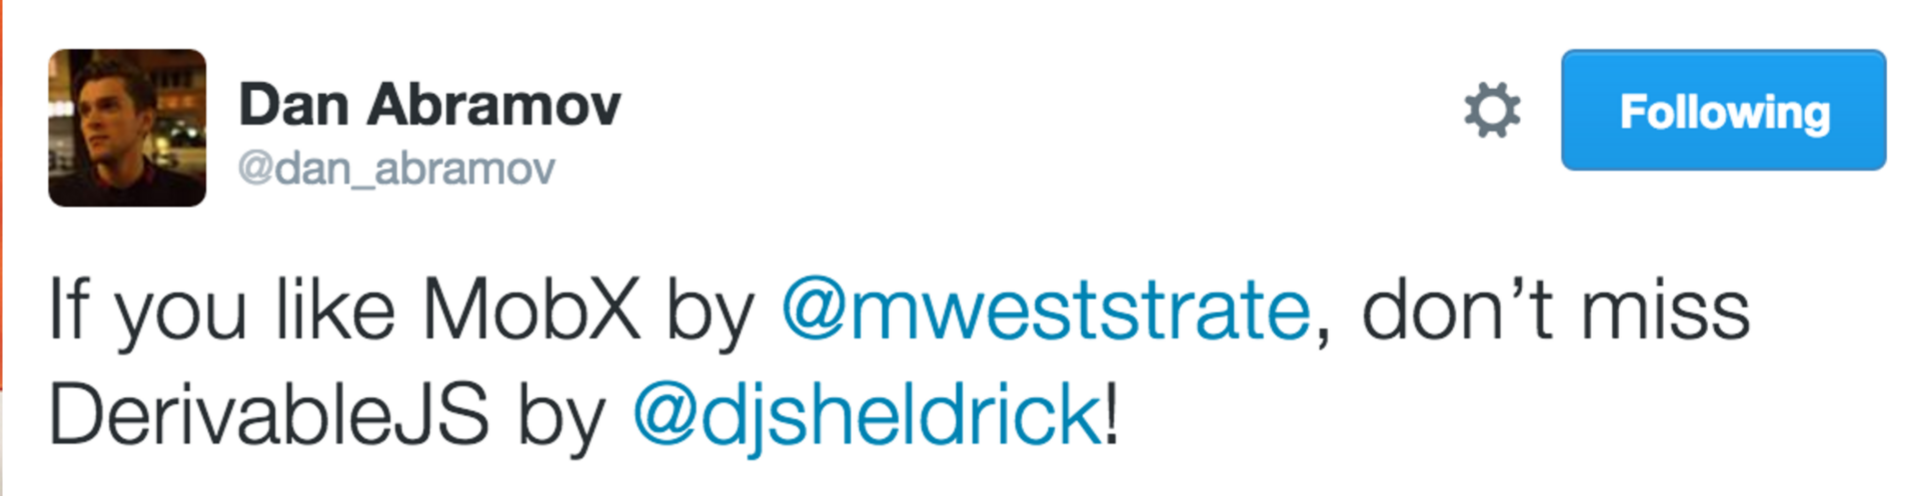 Dan Abramov
@dan_abramov
Following
If you like MobX by @mweststrate, don’t miss
DerivableJS by @djsheldrick!